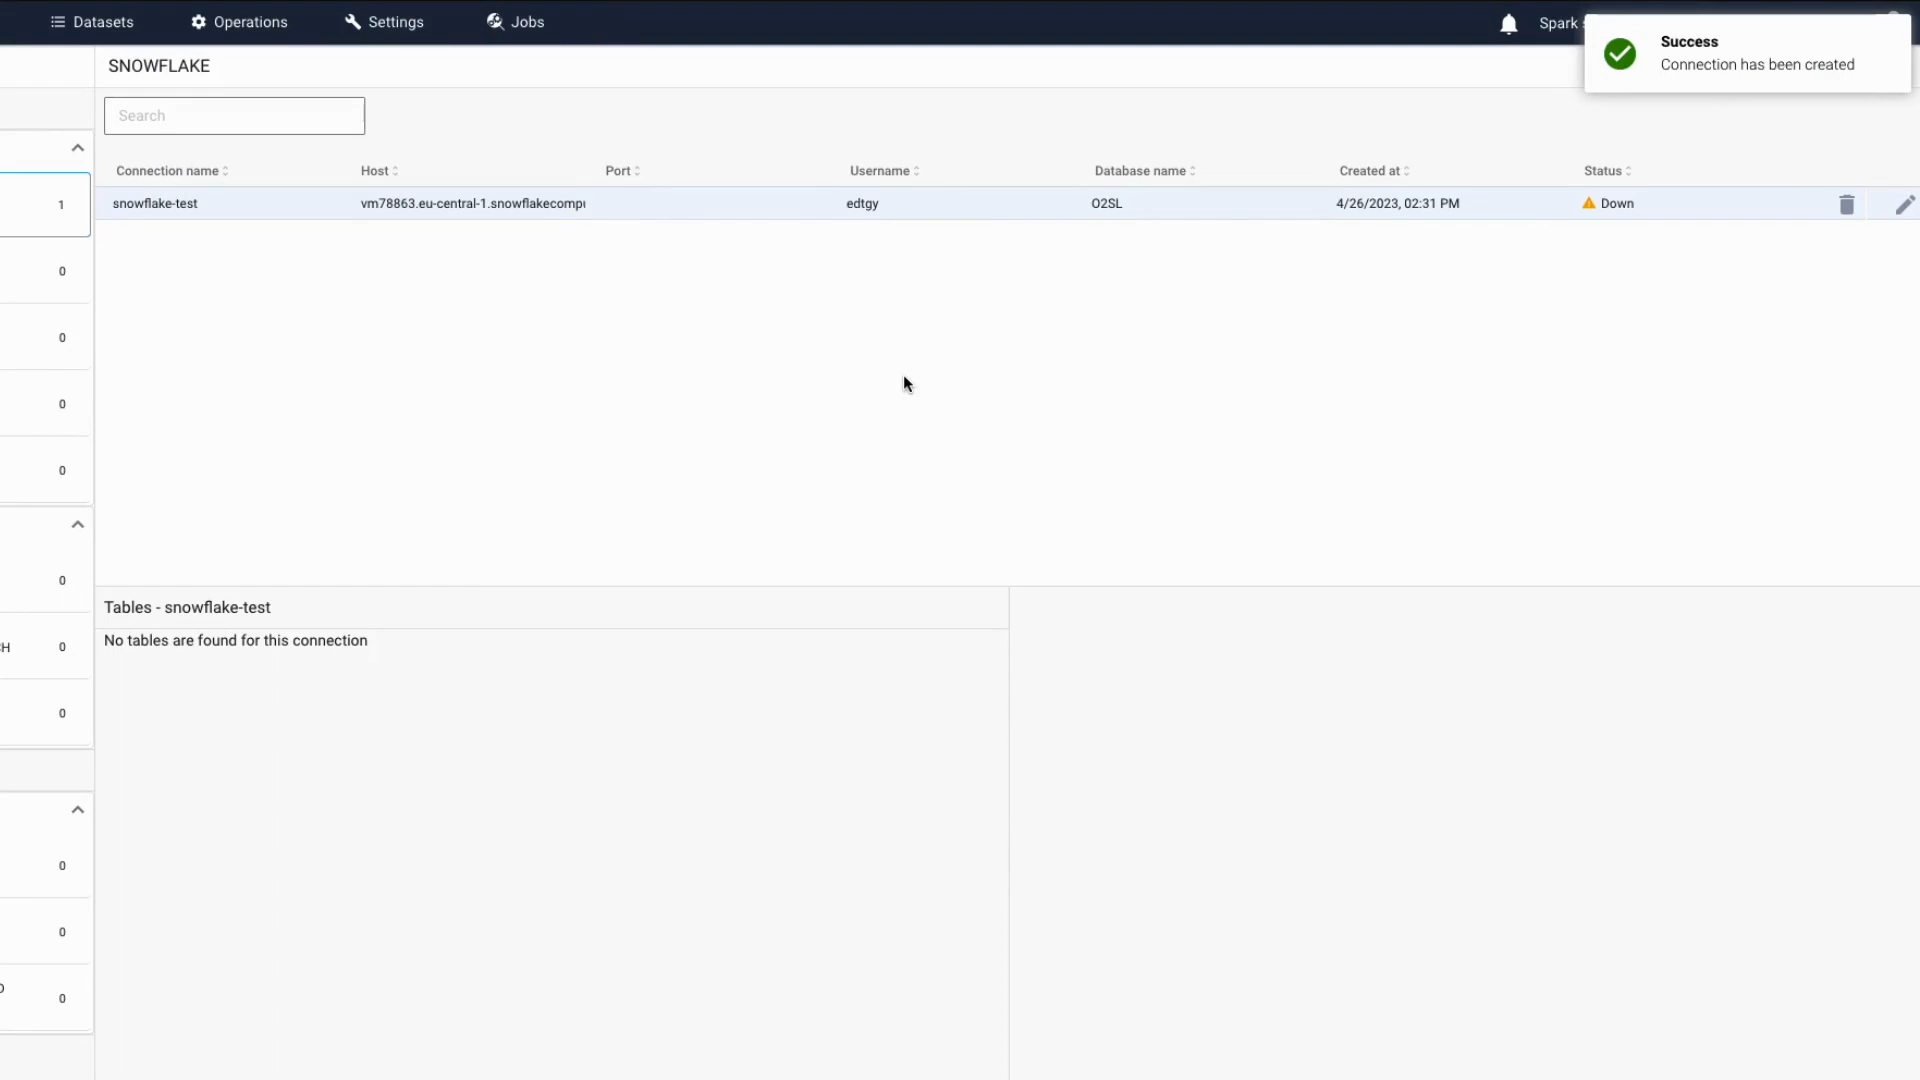 Datasets
Operations
Settings
Jobs
Spark
Success
Connection has been created
SNOWFLAKE
Search
Connection name
Host
Port
Username
Database name
Created at
Status
1
snowflake-test
vm78863.eu-central-1.snowflakecompu
edtgy
O2SL
4/26/2023, 02:31 PM
Down
0
0
0
0
0
0
0
Tables - snowflake-test
No tables are found for this connection
0
0
0